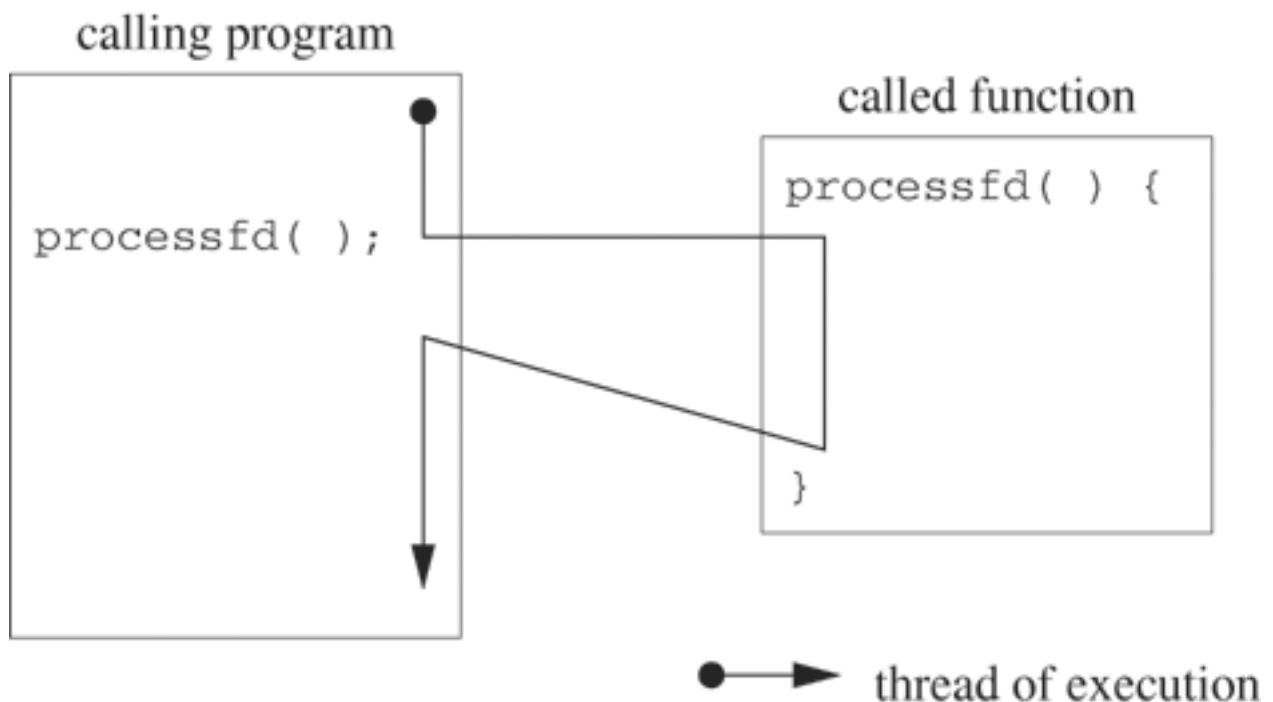 calling program
called function
processfd( ) {
processfd( );
}
thread of execution